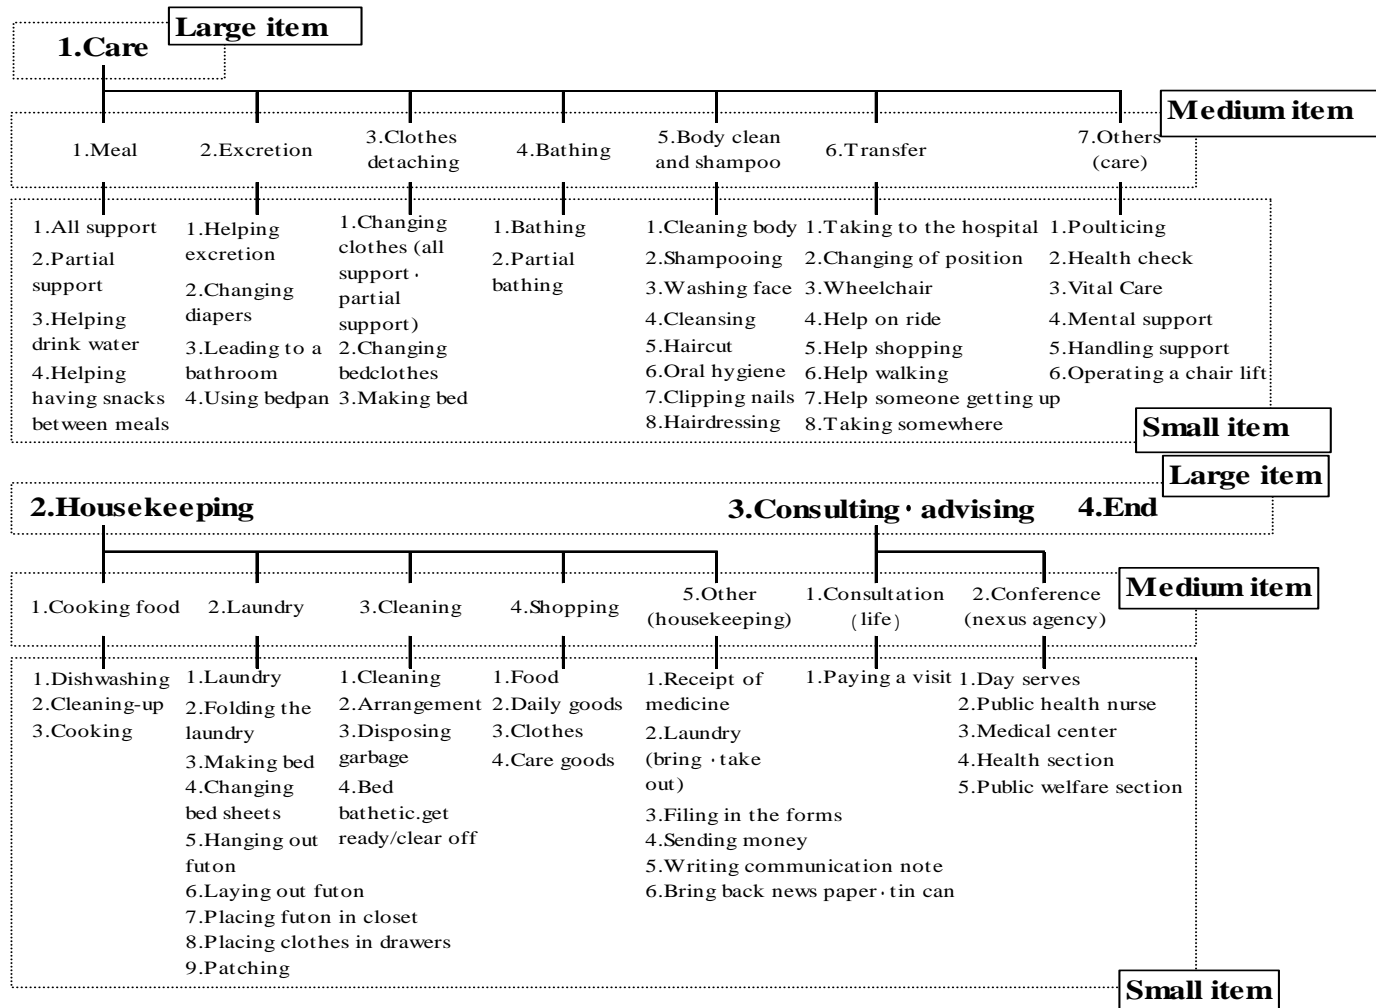 Large item
1.Care
Medium item
1.Meal
2.Excretion
3.Clothes
detaching
4.Bathing
5.Body clean
and shampoo
6.Transfer
7.Others
(care)
1.All support
2.Partial
support
3.Helping
drink water
4.Helping
having snacks
between meals
1.Helping
excretion
2.Changing
diapers
3.Leading to a
bathroom
4.Using bedpan
1.Changing
clothes (all
support・
partial
support)
2.Changing
bedclothes
3.Making bed
1.Bathing
2.Partial
bathing
1.Cleaning body
2.Shampooing
3.Washing face
4.Cleansing
5.Haircut
6.Oral hygiene
7.Clipping nails
8.Hairdressing
1.Taking to the hospital
2.Changing of position
3.Wheelchair
4.Help on ride
5.Help shopping
6.Help walking
7.Help someone getting up
8.Taking somewhere
1.Poulticing
2.Health check
3.Vital Care
4.Mental support
5.Handling support
6.Operating a chair lift
Small item
Large item
2.Housekeeping
3.Consulting・advising
4.End
Medium item
1.Cooking food
2.Laundry
3.Cleaning
4.Shopping
5.Other
(housekeeping)
1.Consultation
(life)
2.Conference
(nexus agency)
1.Dishwashing
2.Cleaning-up
3.Cooking
1.Laundry
2.Folding the
laundry
3.Making bed
4.Changing
bed sheets
5.Hanging out
futon
6.Laying out futon
7.Placing futon in closet
8.Placing clothes in drawers
9.Patching
1.Cleaning
2.Arrangement
3.Disposing
garbage
4.Bed
bathetic.get
ready/clear off
1.Food
2.Daily goods
3.Clothes
4.Care goods
1.Receipt of
medicine
2.Laundry
(bring・take
out)
3.Filing in the forms
4.Sending money
5.Writing communication note
6.Bring back news paper・tin can
1.Paying a visit
1.Day serves
2.Public health nurse
3.Medical center
4.Health section
5.Public welfare section
Small item